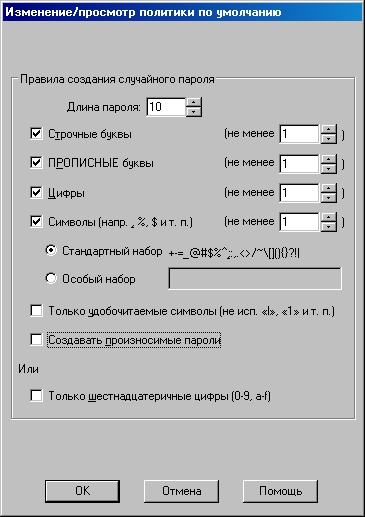 Изменение/просмотр политики по умолчанию
Правила создания случайного пароля
Длина пароля: 10
Строчные буквы (не менее 1 )
ПРОПИСНЫЕ буквы (не менее 1 )
Цифры (не менее 1 )
Символы (напр. ., %, $ и т. п.) (не менее 1 )
Стандартный набор +-=_@#$%^;:,.<>/~\[](){}?!|
Особый набор
Только удобочитаемые символы (не исп. «l», «1» и т. п.)
Создавать произносимые пароли
Или
Только шестнадцатеричные цифры (0-9, a-f)
OK Отмена Помощь